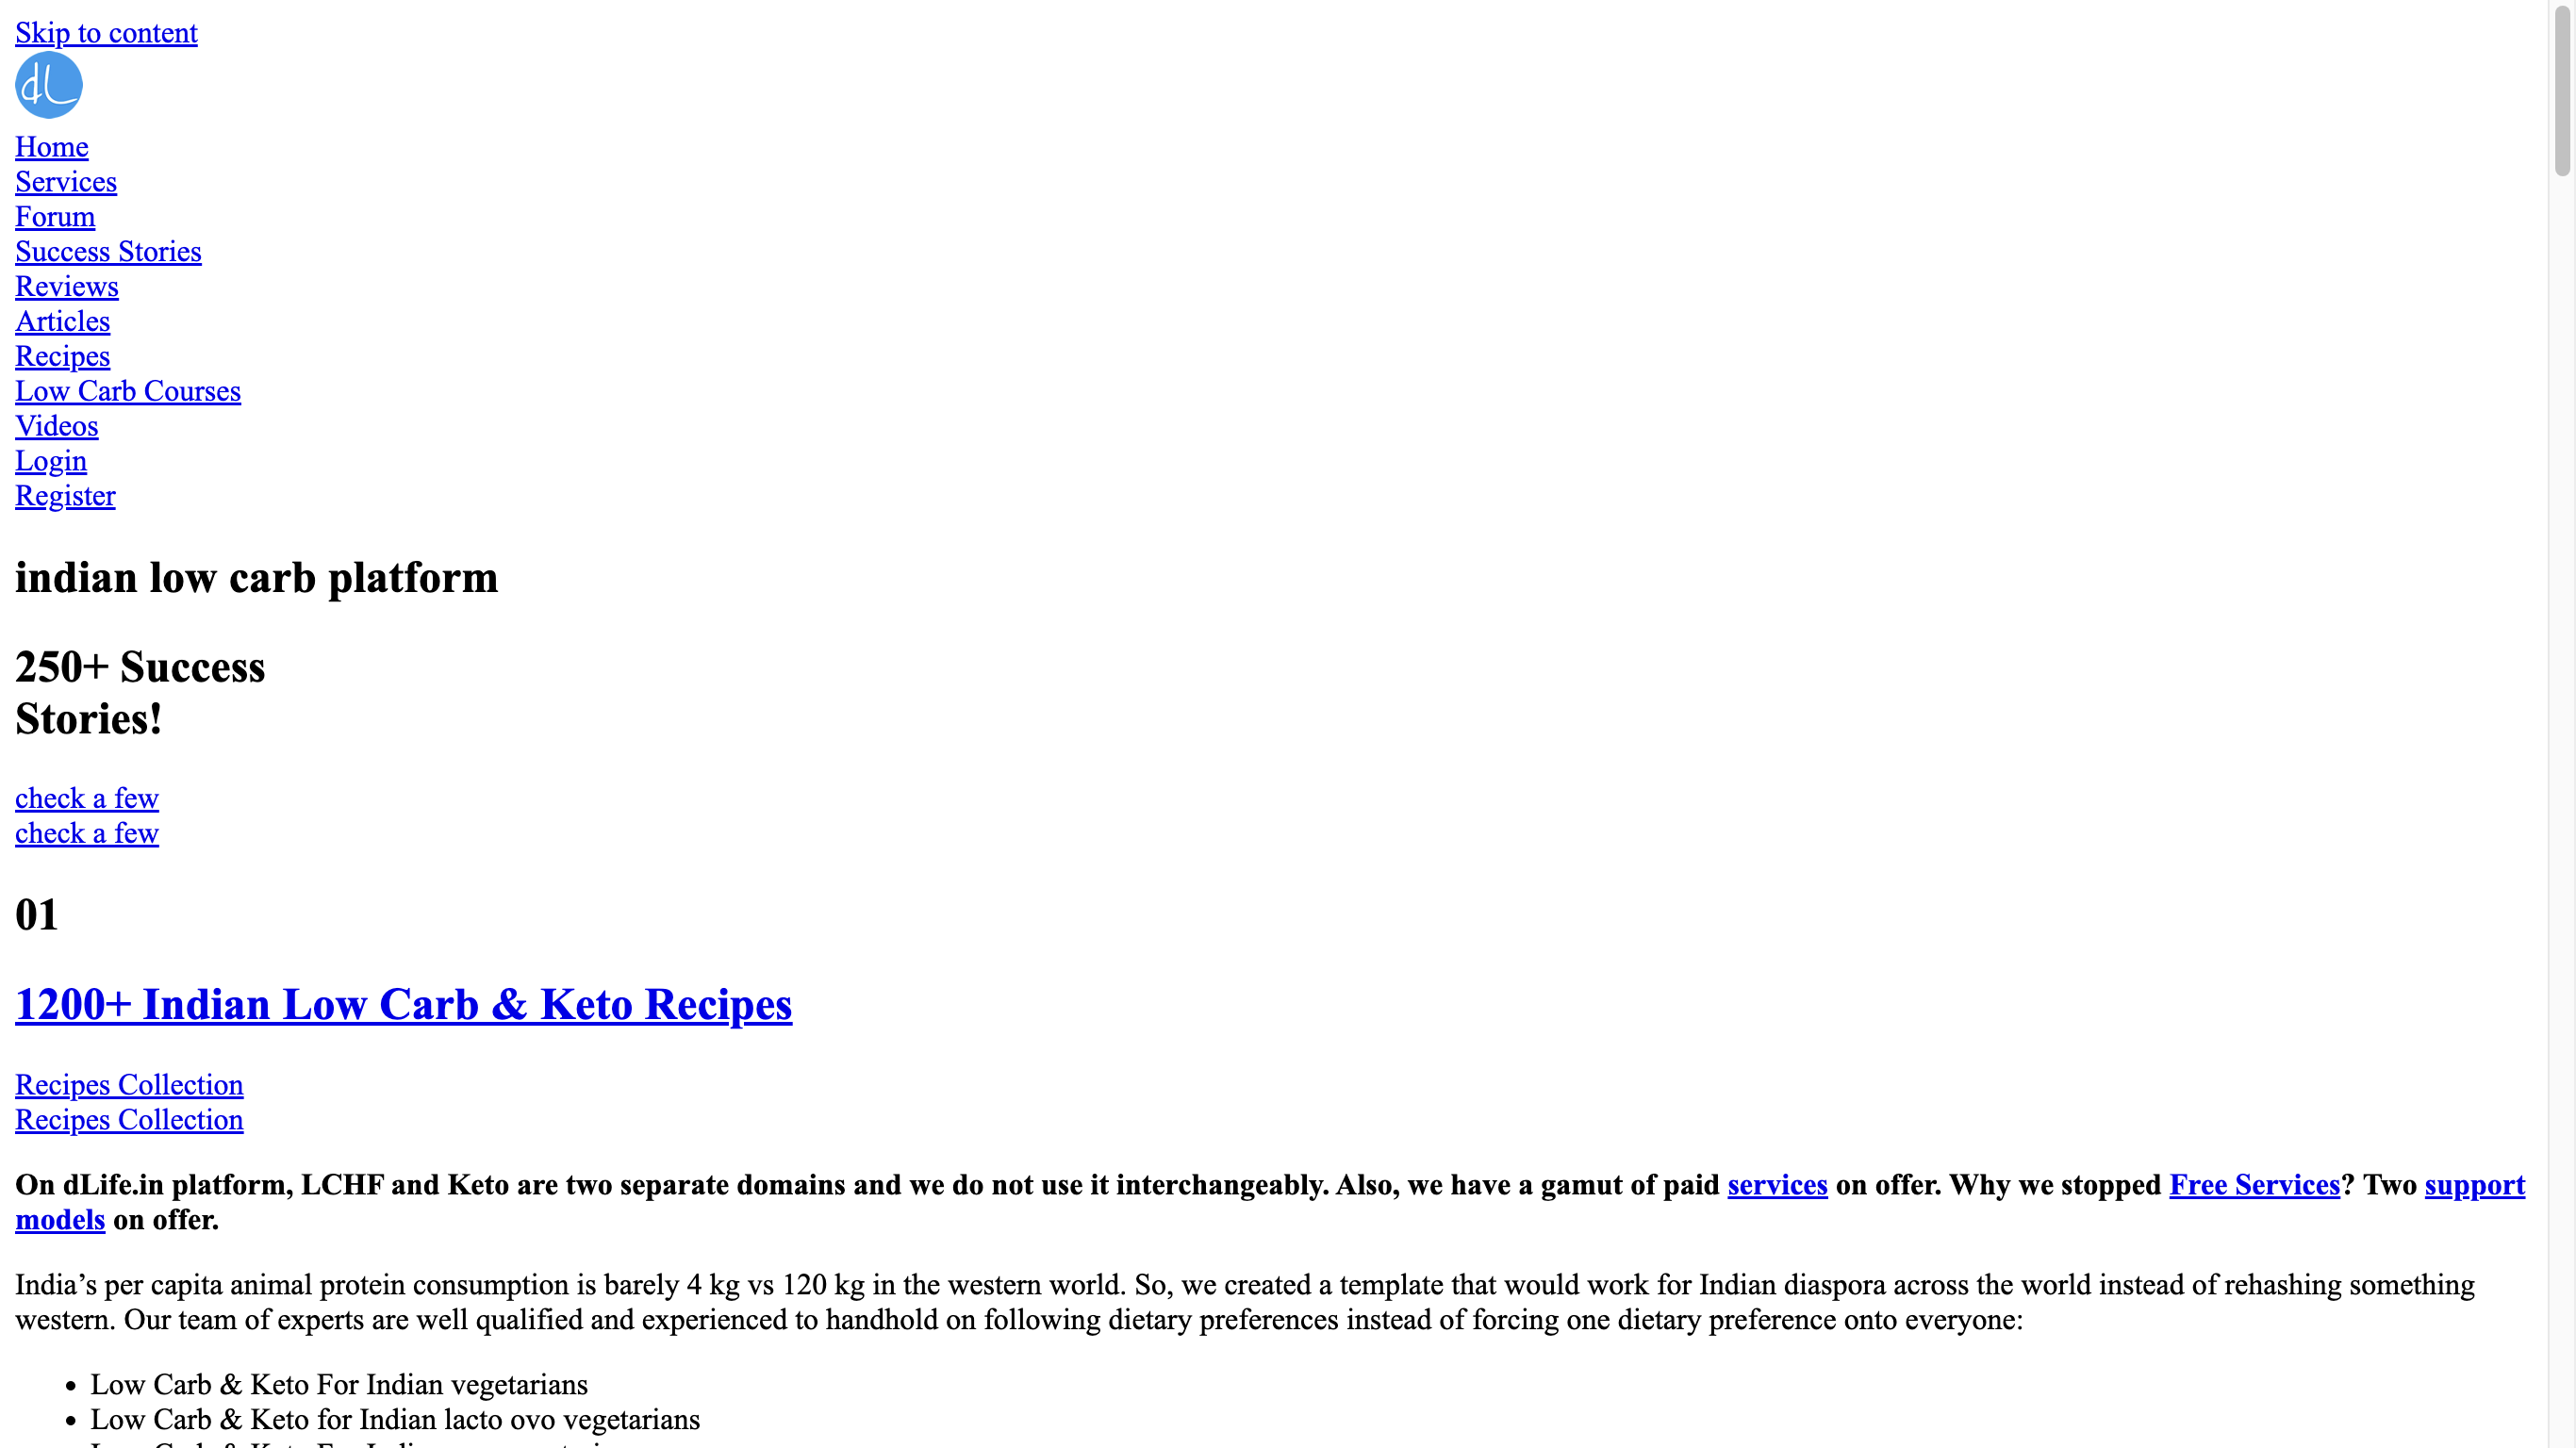 Skip to content
dL
Home
Services
Forum
Success Stories
Reviews
Articles
Recipes
Low Carb Courses
Videos
Login
Register
indian low carb platform
250+ Success
Stories!
check a few
check a few
01
1200+ Indian Low Carb & Keto Recipes
Recipes Collection
Recipes Collection
On dLife.in platform, LCHF and Keto are two separate domains and we do not use it interchangeably. Also, we have a gamut of paid services on offer. Why we stopped Free Services? Two support
models on offer.
India’s per capita animal protein consumption is barely 4 kg vs 120 kg in the western world. So, we created a template that would work for Indian diaspora across the world instead of rehashing something
western. Our team of experts are well qualified and experienced to handhold on following dietary preferences instead of forcing one dietary preference onto everyone:
• Low Carb & Keto For Indian vegetarians
• Low Carb & Keto for Indian lacto ovo vegetarians